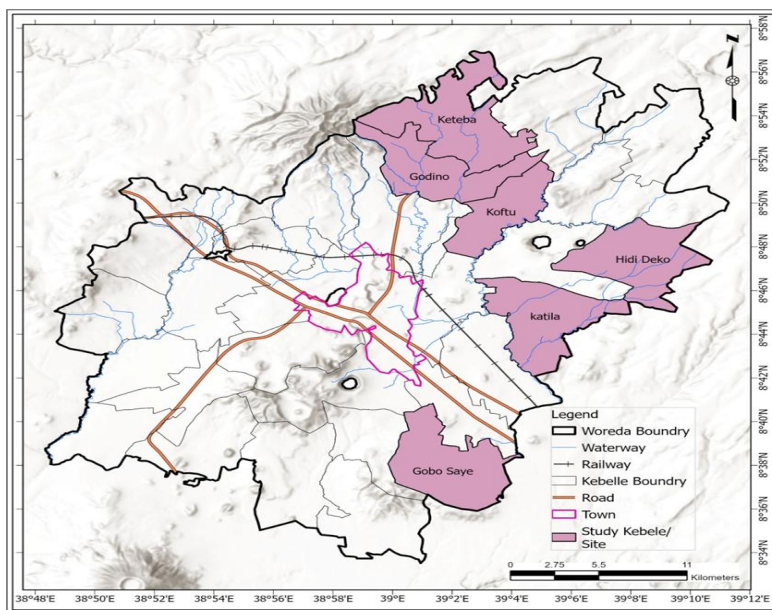 Keteba
Godino
Koftu
Hidi Deko
katila
Gobo Saye
Legend
Woreda Boundry
Waterway
Railway
Kebelle Boundry
Road
Town
Study Kebele/
Site
0 2.75 5.5 11
Kilometers
8°58'N
8°56'N
8°54'N
8°52'N
8°50'N
8°48'N
8°46'N
8°44'N
8°42'N
8°40'N
8°38'N
8°36'N
8°34'N
38°48'E 38°50'E 38°54'E 38°56'E 38°58'E 39°0'E 39°2'E 39°4'E 39°6'E 39°8'E 39°10'E 39°12'E